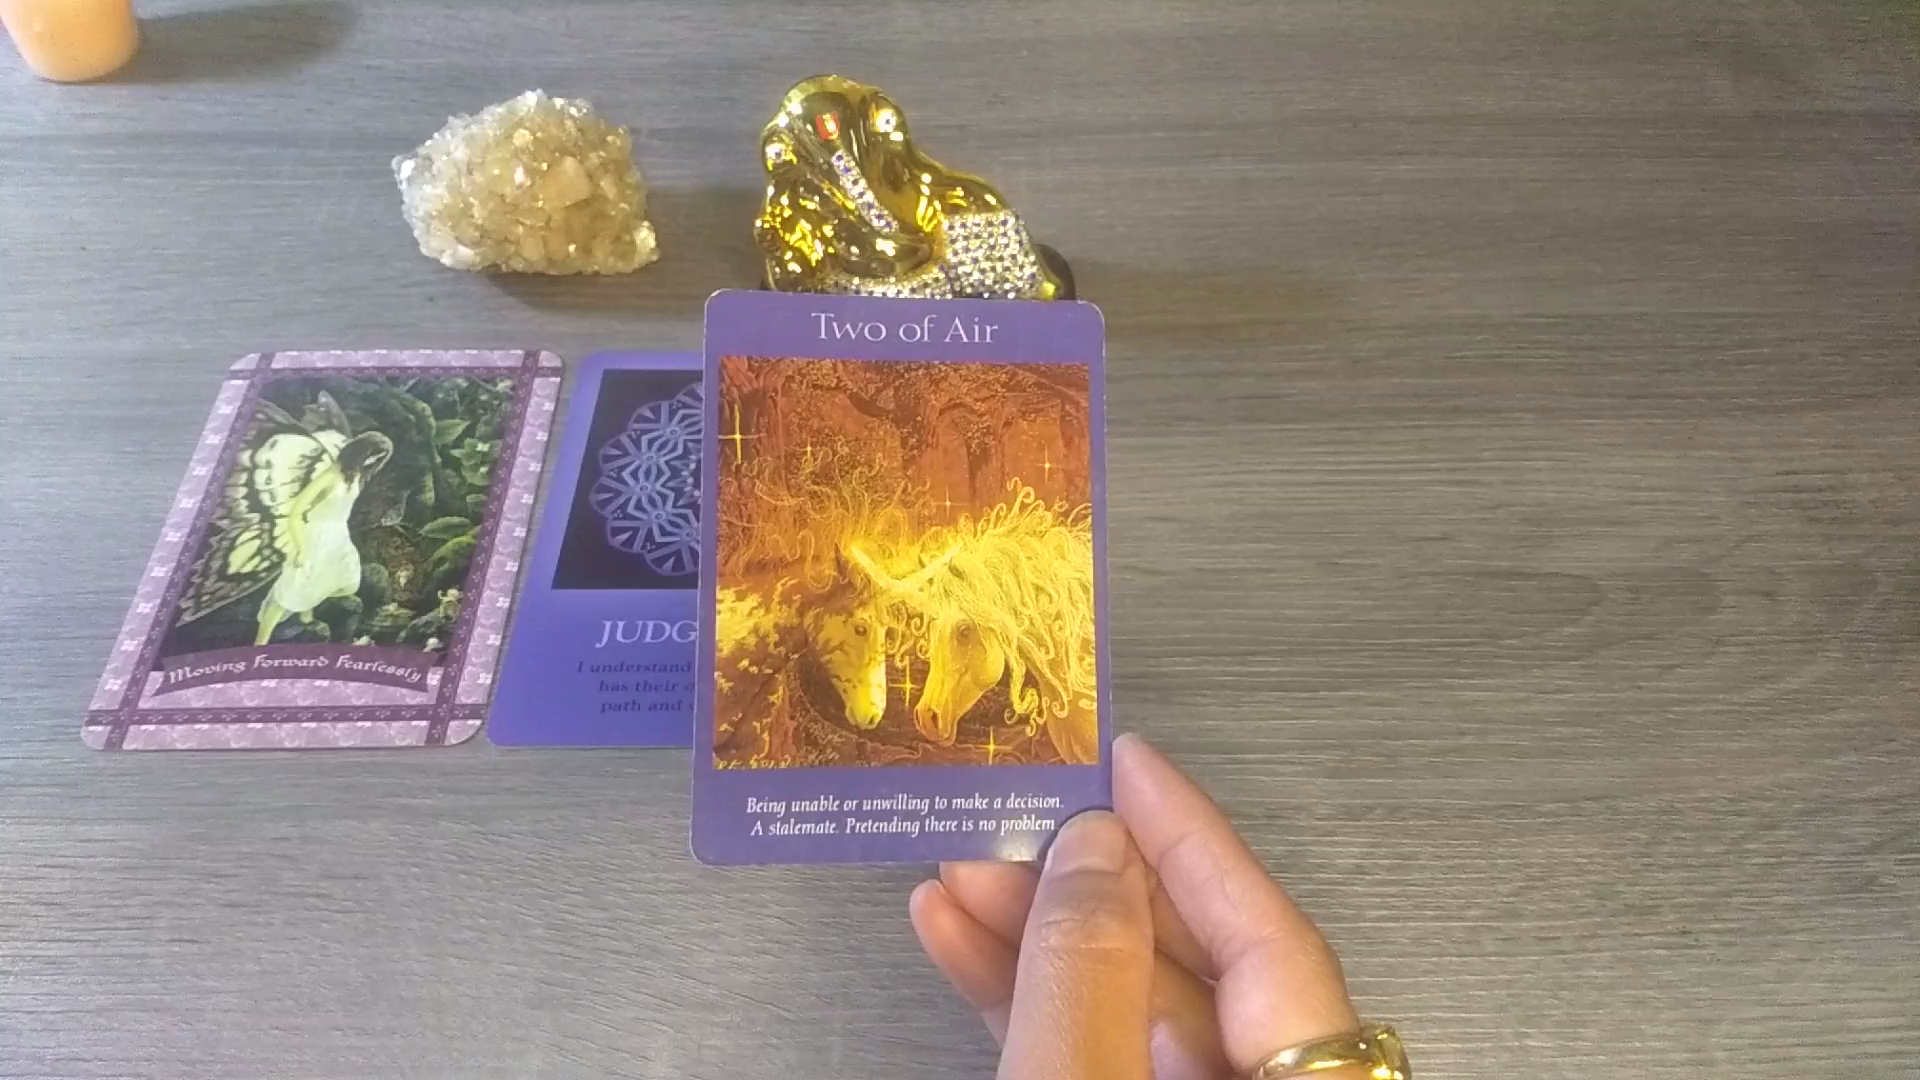 Two of Air
Moving Forward Fearlessly
JUDG
I understand
has their
path and
Being unable or unwilling to make a decision.
A stalemate. Pretending there is no problem